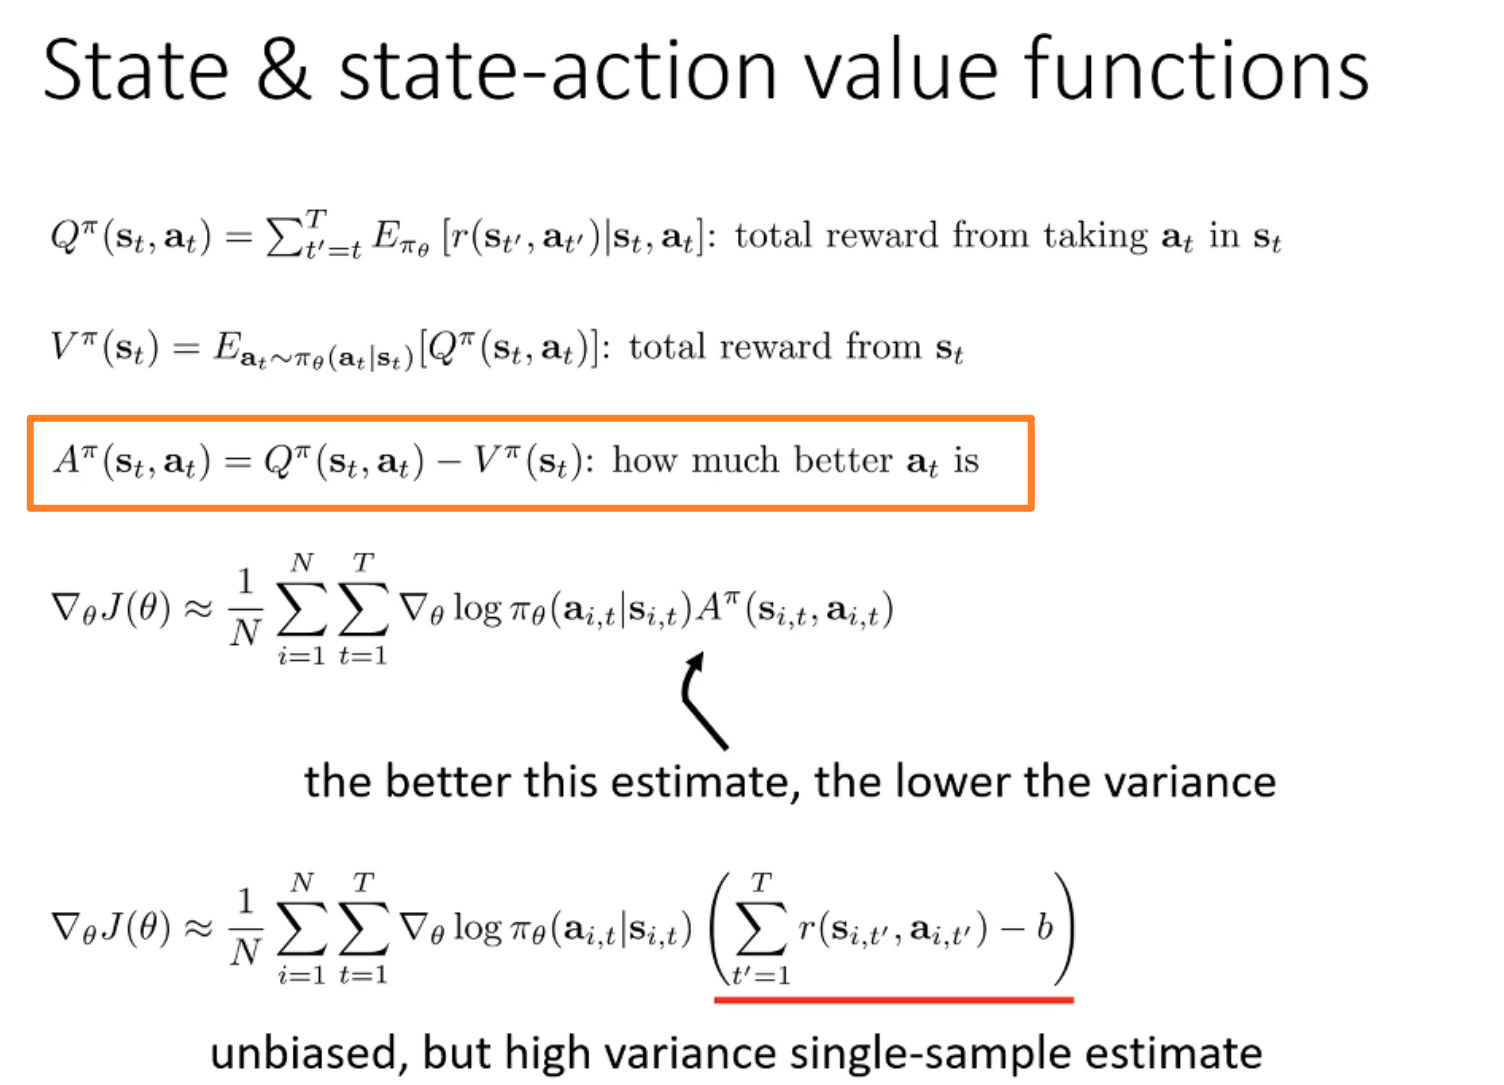 State & state-action value functions
$Q^\pi(\mathbf{s}_t, \mathbf{a}_t) = \sum_{t'=t}^{T} E_{\pi_\theta}[r(\mathbf{s}_{t'}, \mathbf{a}_{t'})|\mathbf{s}_t, \mathbf{a}_t]$: total reward from taking $\mathbf{a}_t$ in $\mathbf{s}_t$
$V^\pi(\mathbf{s}_t) = E_{\mathbf{a}_t \sim \pi_\theta(\mathbf{a}_t|\mathbf{s}_t)}[Q^\pi(\mathbf{s}_t, \mathbf{a}_t)]$: total reward from $\mathbf{s}_t$
$A^\pi(\mathbf{s}_t, \mathbf{a}_t) = Q^\pi(\mathbf{s}_t, \mathbf{a}_t) - V^\pi(\mathbf{s}_t)$: how much better $\mathbf{a}_t$ is
$\nabla_\theta J(\theta) \approx \frac{1}{N} \sum_{i=1}^{N} \sum_{t=1}^{T} \nabla_\theta \log \pi_\theta(\mathbf{a}_{i,t}|\mathbf{s}_{i,t}) A^\pi(\mathbf{s}_{i,t}, \mathbf{a}_{i,t})$
the better this estimate, the lower the variance
$\nabla_\theta J(\theta) \approx \frac{1}{N} \sum_{i=1}^{N} \sum_{t=1}^{T} \nabla_\theta \log \pi_\theta(\mathbf{a}_{i,t}|\mathbf{s}_{i,t}) \left( \sum_{t'=1}^{T} r(\mathbf{s}_{i,t'}, \mathbf{a}_{i,t'}) - b \right)$
unbiased, but high variance single-sample estimate